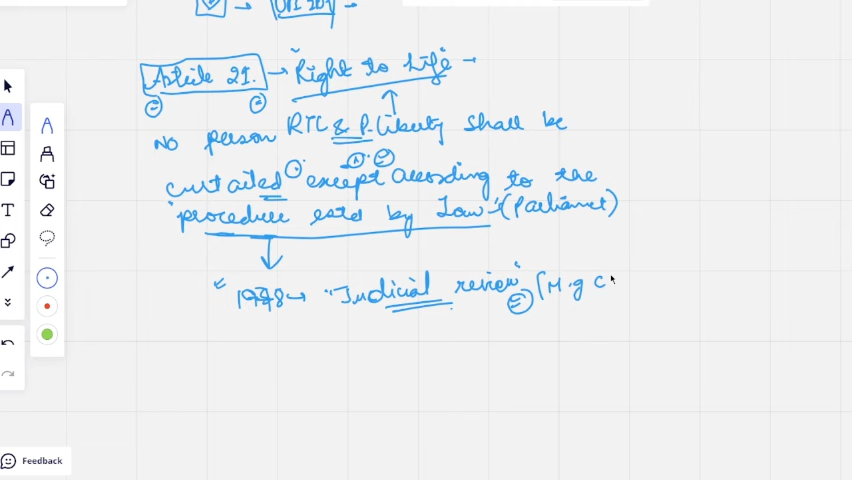 Article 21. → "Right to Life" →
No person RTL & P. Liberty shall be
curtailed except according to the
"procedure estd by Law" (Parliament)
"1978 → "Judicial review" (M.g c
Feedback